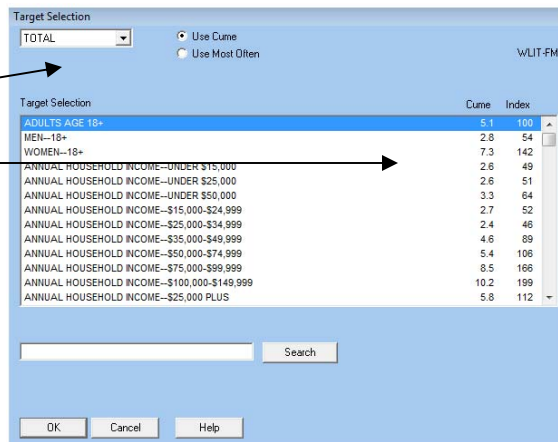 Target Selection
TOTAL
Use Cume
Use Most Often
WLIT-FM
Target Selection Cume Index
ADULTS AGE 18+ 5.1 100
MEN--18+ 2.8 54
WOMEN--18+ 7.3 142
ANNUAL HOUSEHOLD INCOME--UNDER $15,000 2.6 49
ANNUAL HOUSEHOLD INCOME--UNDER $25,000 2.6 51
ANNUAL HOUSEHOLD INCOME--UNDER $50,000 3.3 64
ANNUAL HOUSEHOLD INCOME--$15,000-$24,999 2.7 52
ANNUAL HOUSEHOLD INCOME--$25,000-$34,999 2.4 46
ANNUAL HOUSEHOLD INCOME--$35,000-$49,999 4.6 89
ANNUAL HOUSEHOLD INCOME--$50,000-$74,999 5.4 106
ANNUAL HOUSEHOLD INCOME--$75,000-$99,999 8.5 166
ANNUAL HOUSEHOLD INCOME--$100,000-$149,999 10.2 199
ANNUAL HOUSEHOLD INCOME--$25,000 PLUS 5.8 112
Search
OK Cancel Help